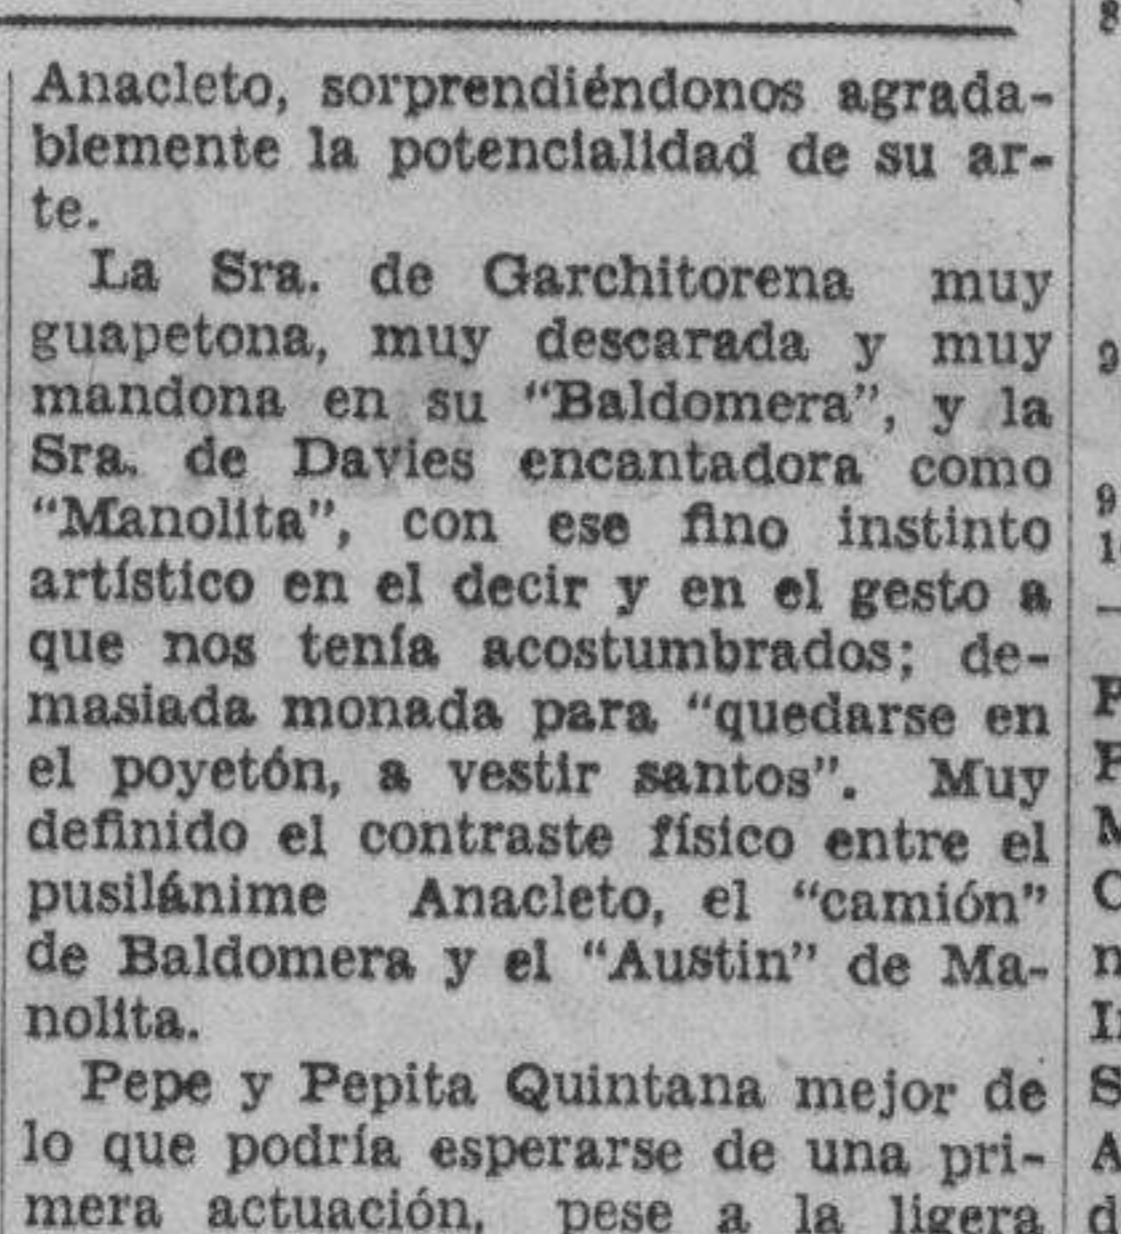 Anacleto, sorprendiéndonos agrada-
blemente la potencialidad de su ar-
te.
La Sra. de Garchitorena muy
guapetona, muy descarada y muy
mandona en su “Baldomera”, y la
Sra. de Davies encantadora como
“Manolita”, con ese fino instinto
artístico en el decir y en el gesto a
que nos tenía acostumbrados; de-
masiada monada para “quedarse en
el poyetón, a vestir santos”. Muy
definido el contraste físico entre el
pusilánime Anacleto, el “camión”
de Baldomera y el “Austin” de Ma-
nolita.
Pepe y Pepita Quintana mejor de
lo que podría esperarse de una pri-
mera actuación, pese a la ligera